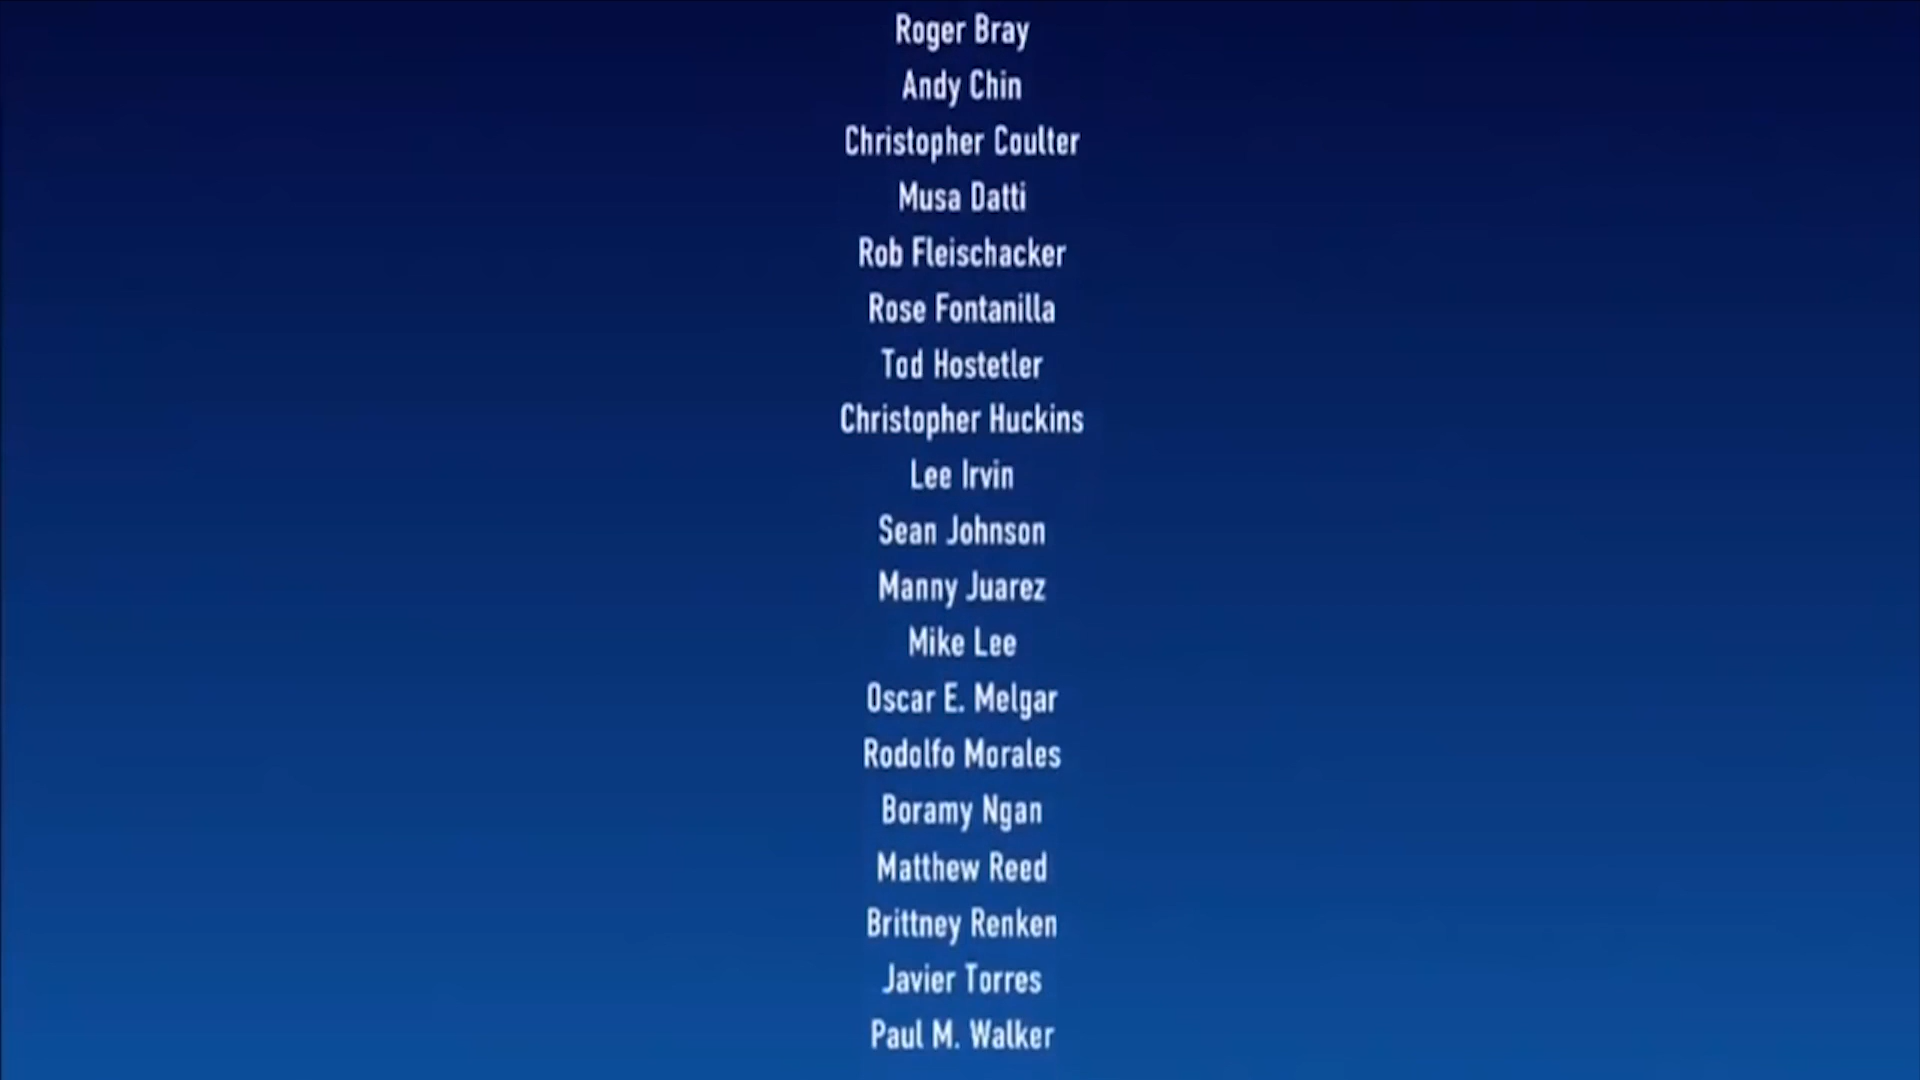 Roger Bray
Andy Chin
Christopher Coulter
Musa Datti
Rob Fleischacker
Rose Fontanilla
Tod Hostetler
Christopher Huckins
Lee Irvin
Sean Johnson
Manny Juarez
Mike Lee
Oscar E. Melgar
Rodolfo Morales
Boramy Ngan
Matthew Reed
Brittney Renken
Javier Torres
Paul M. Walker